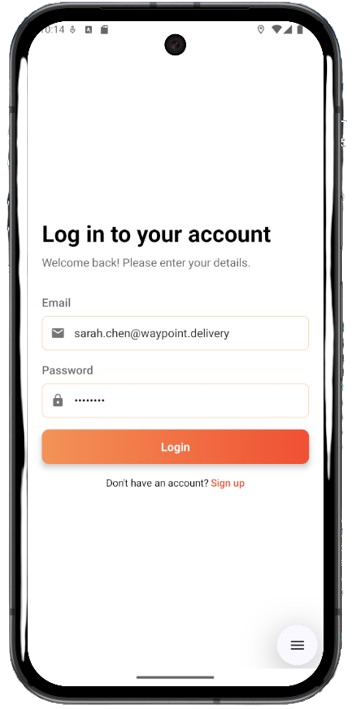 0:14
Log in to your account
Welcome back! Please enter your details.
Email
sarah.chen@waypoint.delivery
Password
••••••••
Login
Don't have an account? Sign up